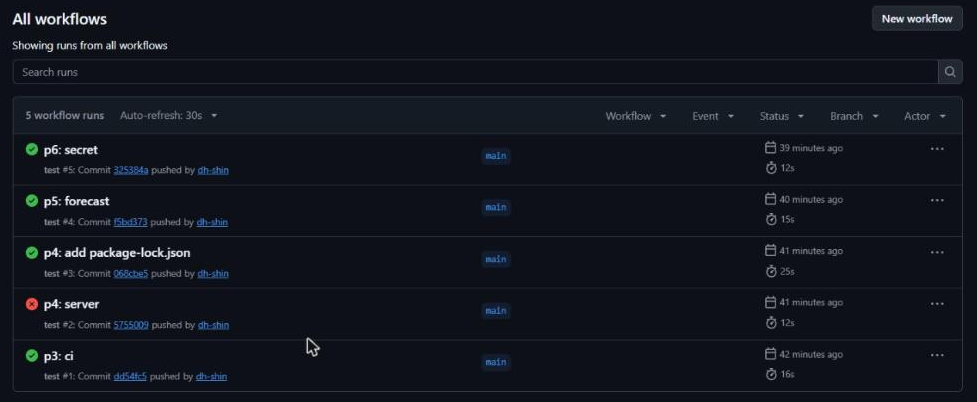 All workflows
New workflow
Showing runs from all workflows
Search runs
5 workflow runs Auto-refresh: 30s Workflow Event Status Branch Actor
p6: secret
main
39 minutes ago
test #5: Commit 325384a pushed by dh-shin
12s
p5: forecast
main
40 minutes ago
test #4: Commit f5bd373 pushed by dh-shin
15s
p4: add package-lock.json
main
41 minutes ago
test #3: Commit 068cbe5 pushed by dh-shin
25s
p4: server
main
41 minutes ago
test #2: Commit 5755009 pushed by dh-shin
12s
p3: ci
main
42 minutes ago
test #1: Commit dd54fc5 pushed by dh-shin
16s